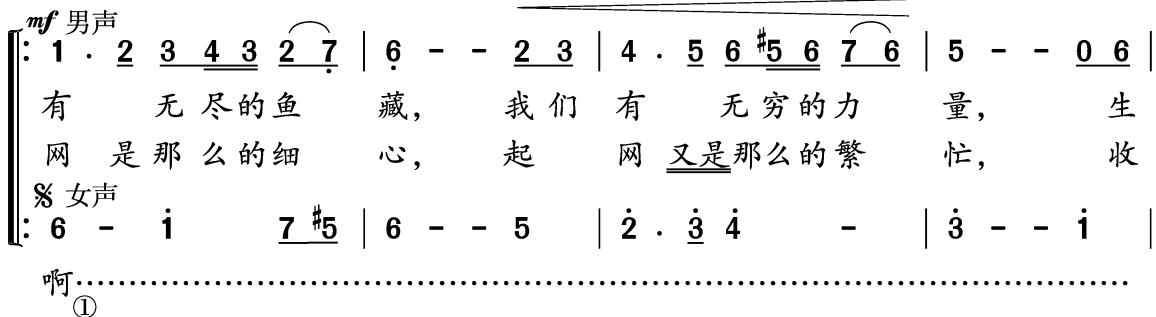 mf 男声
1 . 2 3 4 3 2 7 | 6 - - 2 3 | 4 . 5 6 #5 6 7 6 | 5 - - 0 6 |
有 无 尽 的 鱼 藏， 我 们 有 无 穷 的 力 量， 生
网 是 那 么 的 细 心， 起 网 又是 那 么 的 繁 忙， 收
𝄋 女声
6 - 1 7 #5 | 6 - - 5 | 2 . 3 4 - | 3 - - 1 |
啊
①